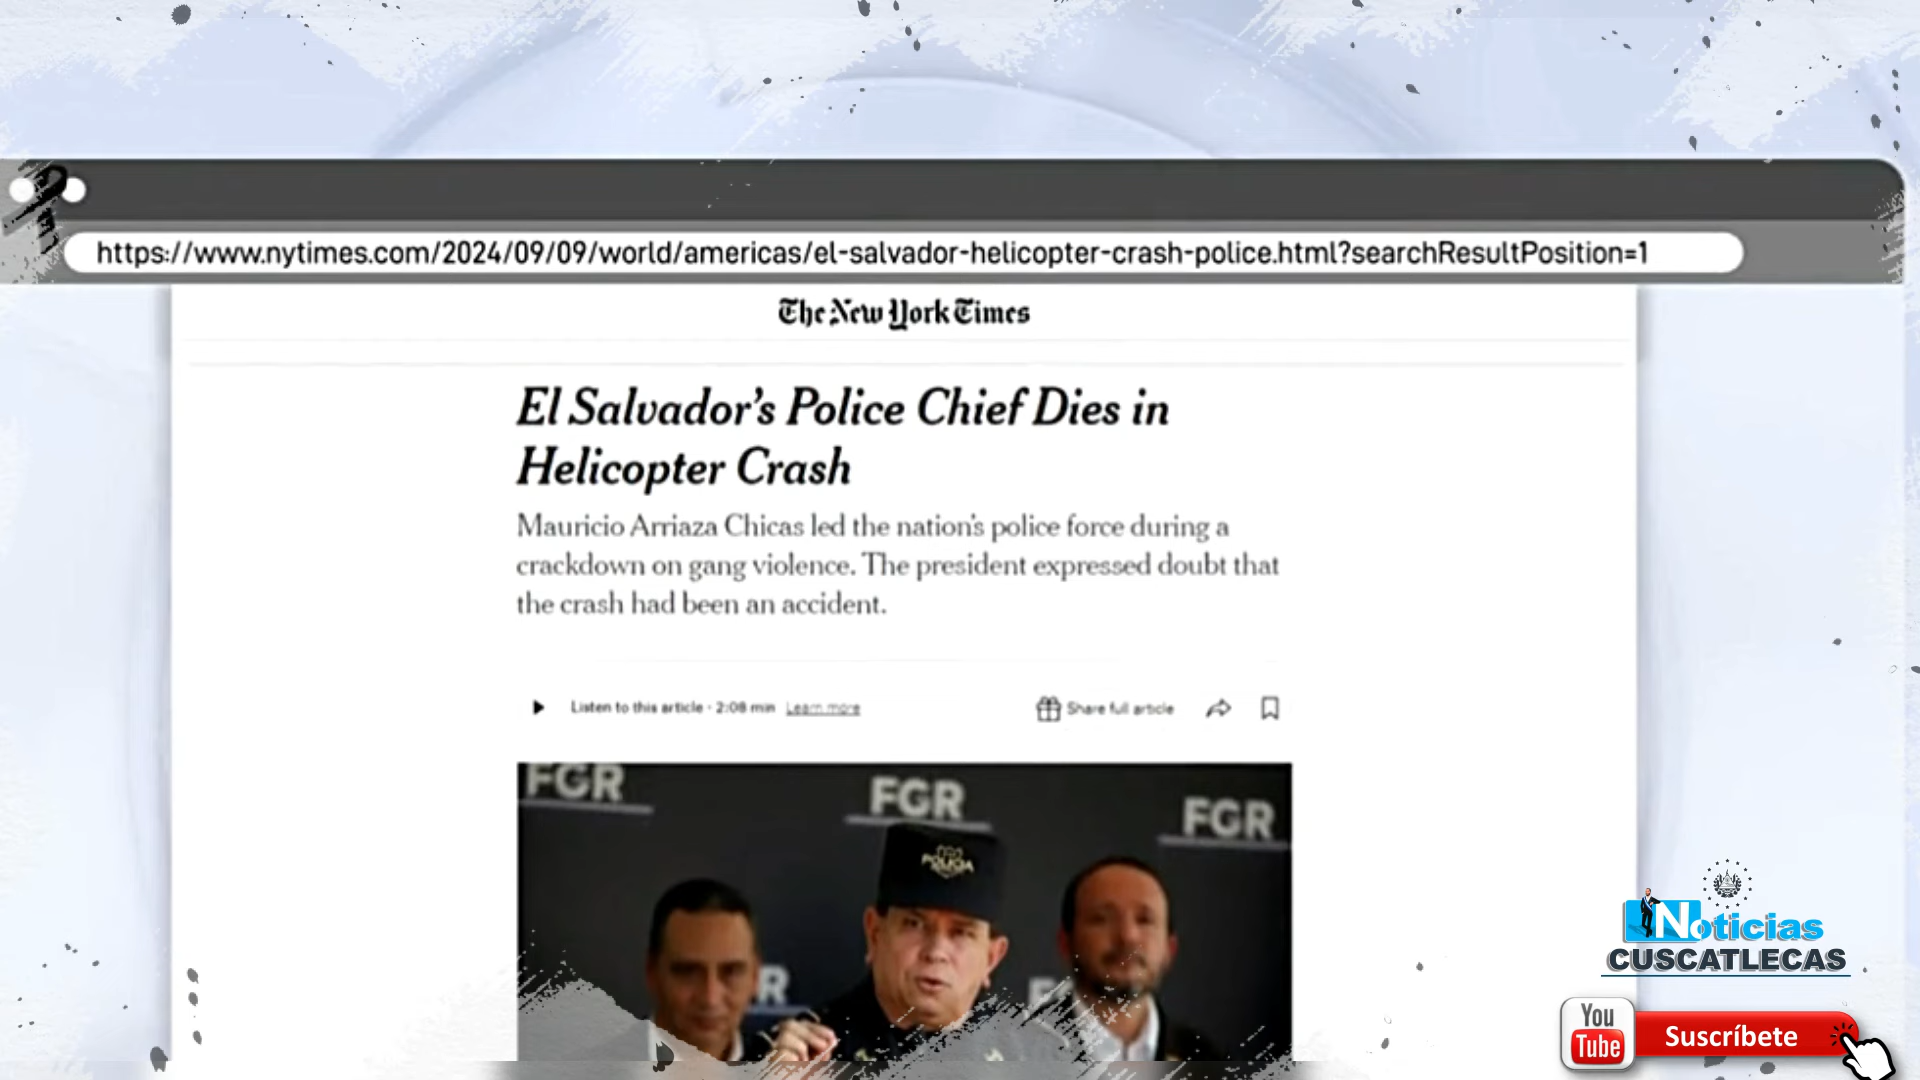 https://www.nytimes.com/2024/09/09/world/americas/el-salvador-helicopter-crash-police.html?searchResultPosition=1
The New York Times
El Salvador's Police Chief Dies in
Helicopter Crash
Mauricio Arriaza Chicas led the nation's police force during a
crackdown on gang violence. The president expressed doubt that
the crash had been an accident.
Listen to this article · 2:08 min Learn more
Share full article
FGR
FGR
FGR
POLICIA
Noticias
CUSCATLECAS
You
Tube
Suscríbete